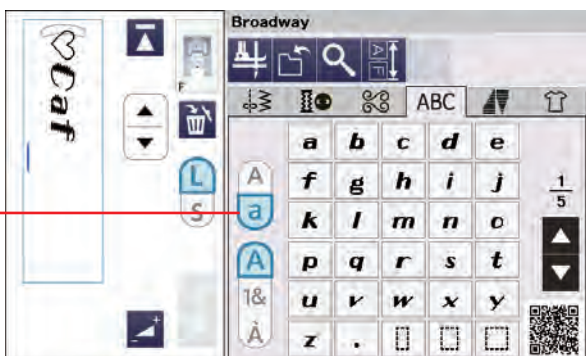 Broadway
F
A F
ABC
♡Caf
L
S
A
a
A
1&
À
a b c d e
f g h i j
k l m n o
p q r s t
u v w x y
z .
1
5